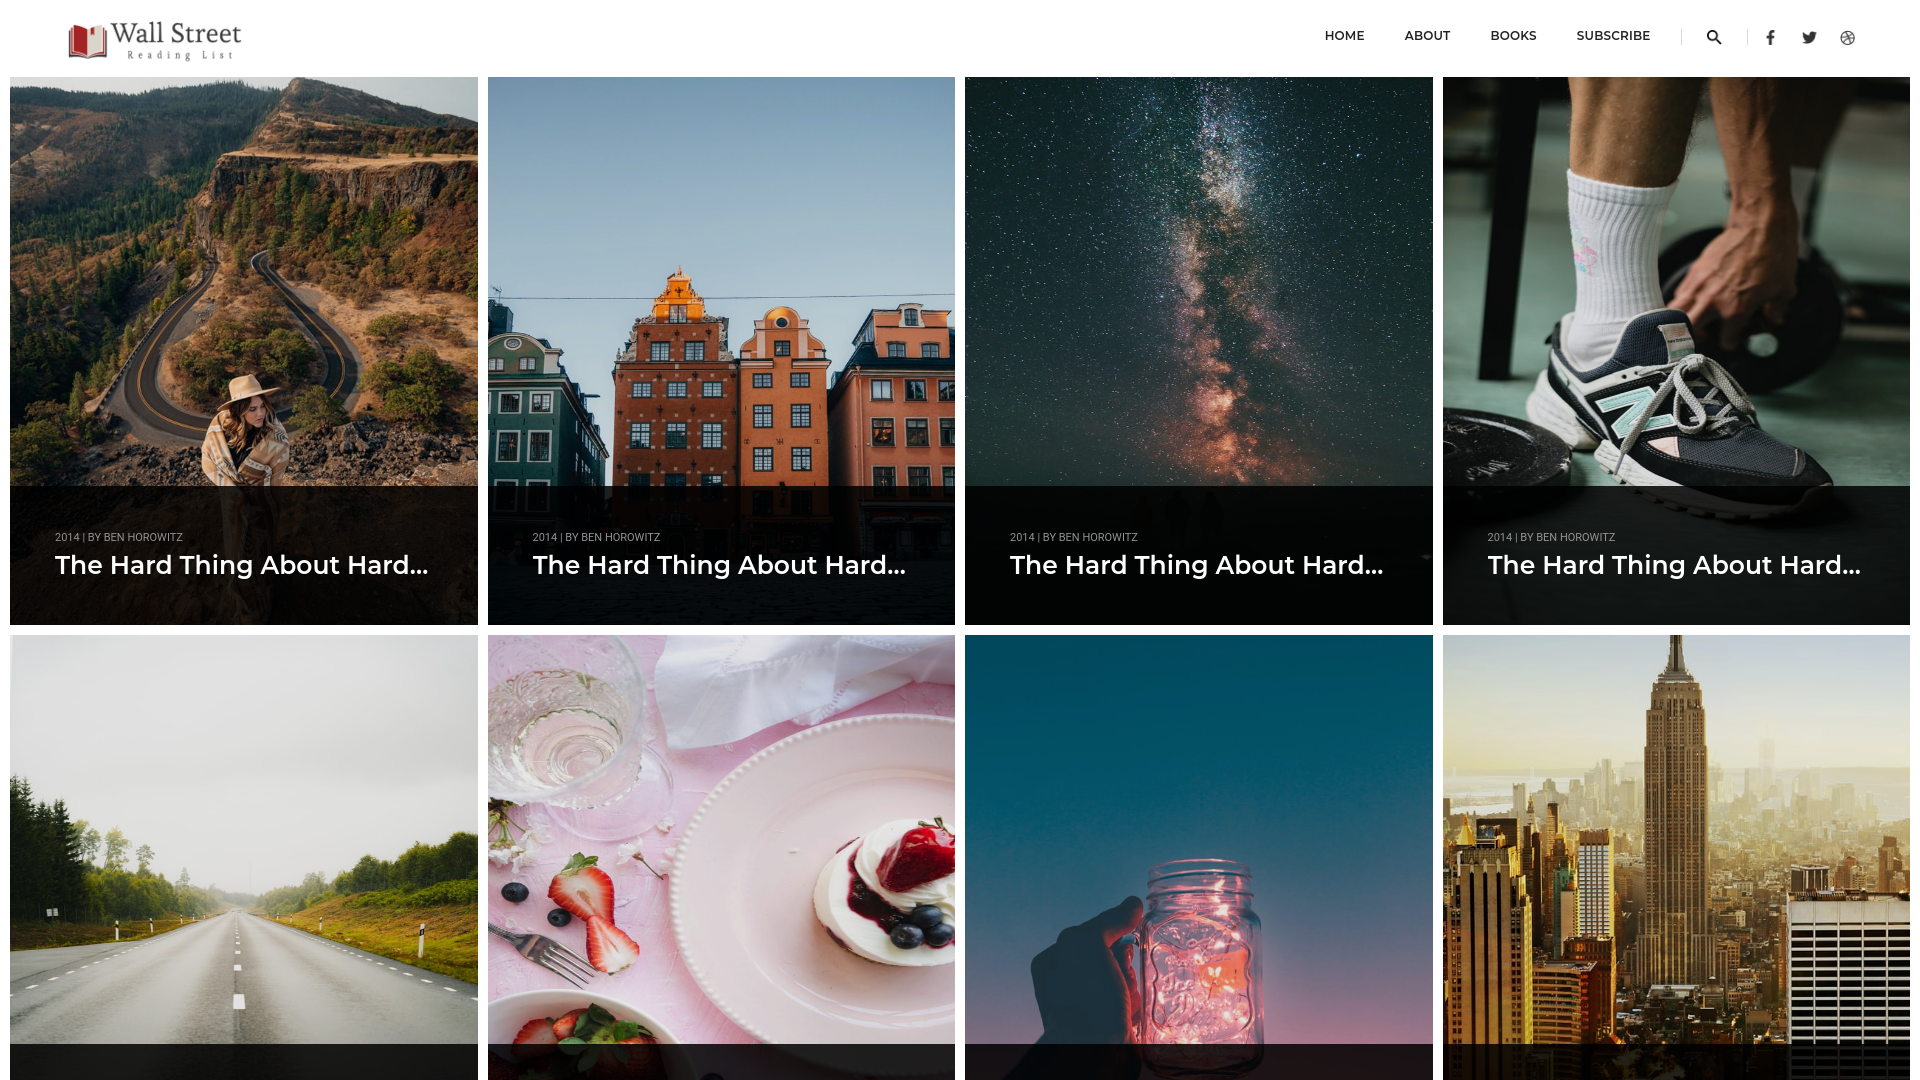 Wall Street
Reading List
HOME
ABOUT
BOOKS
SUBSCRIBE
2014 | BY BEN HOROWITZ
The Hard Thing About Hard...
2014 | BY BEN HOROWITZ
The Hard Thing About Hard...
2014 | BY BEN HOROWITZ
The Hard Thing About Hard...
2014 | BY BEN HOROWITZ
The Hard Thing About Hard...